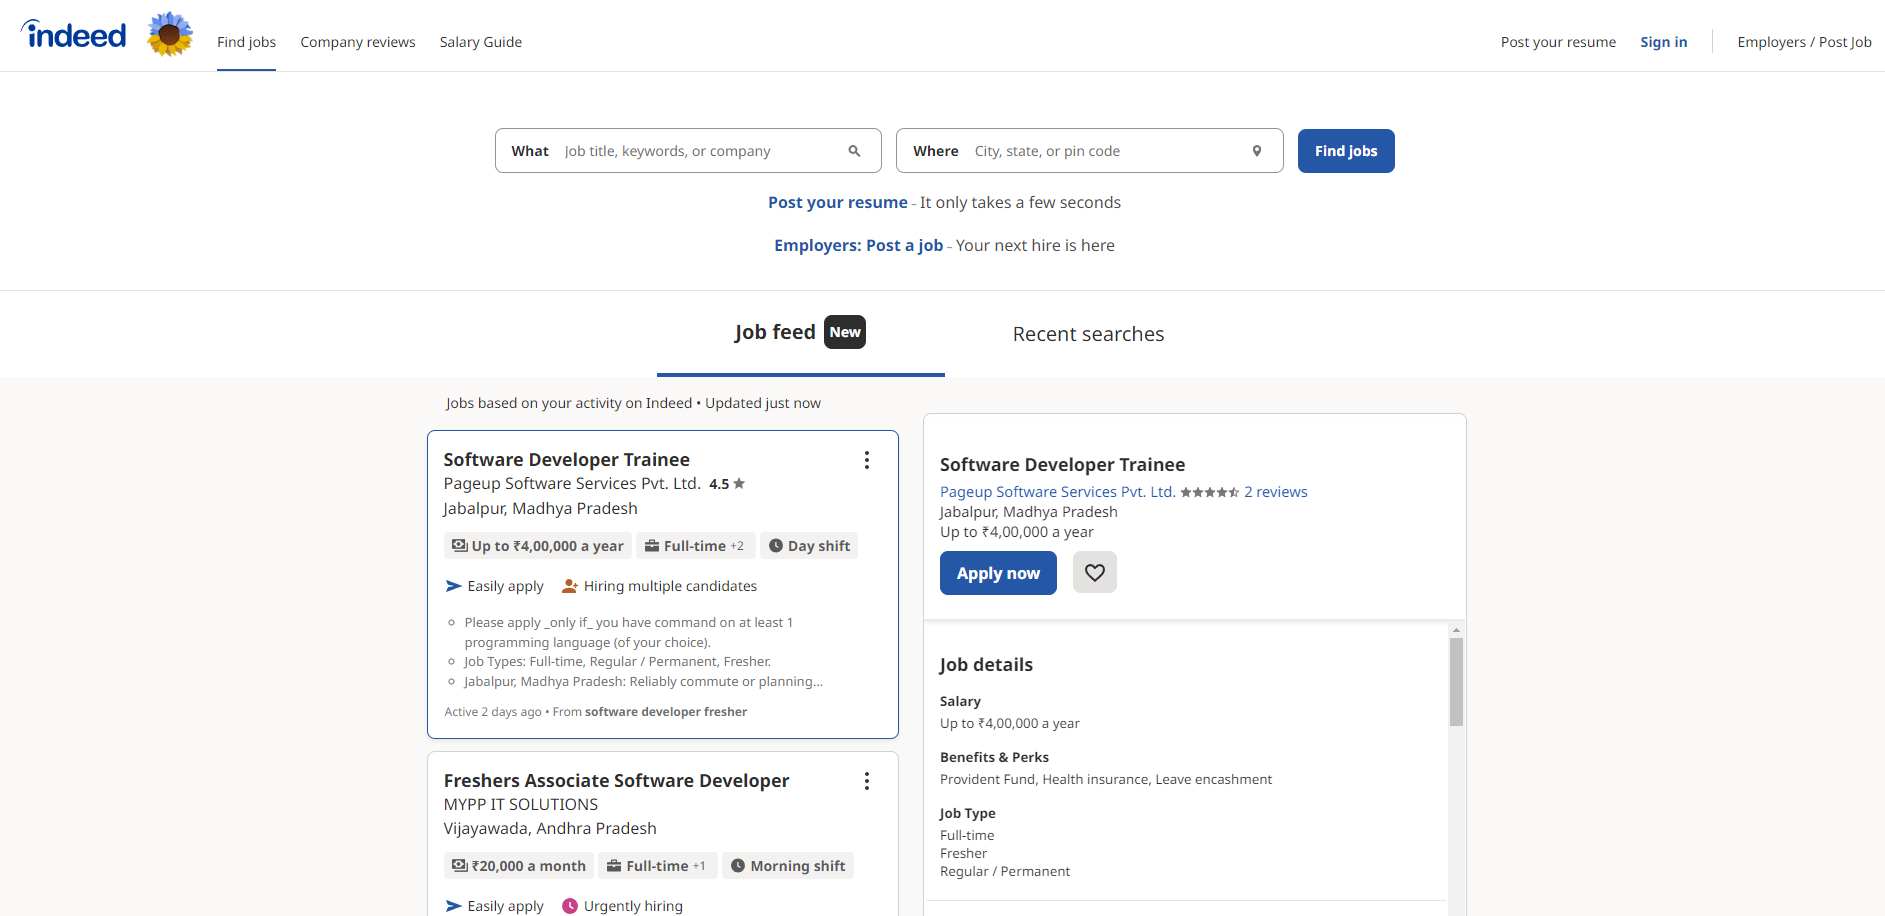 indeed
Find jobs
Company reviews
Salary Guide
Post your resume
Sign in
Employers / Post Job
What
Job title, keywords, or company
Where
City, state, or pin code
Find jobs
Post your resume - It only takes a few seconds
Employers: Post a job - Your next hire is here
Job feed New
Recent searches
Jobs based on your activity on Indeed • Updated just now
Software Developer Trainee
Pageup Software Services Pvt. Ltd. 4.5 ★
Jabalpur, Madhya Pradesh
Up to ₹4,00,000 a year
Full-time +2
Day shift
Easily apply
Hiring multiple candidates
Please apply _only if_ you have command on at least 1
programming language (of your choice).
Job Types: Full-time, Regular / Permanent, Fresher.
Jabalpur, Madhya Pradesh: Reliably commute or planning…
Active 2 days ago • From software developer fresher
Freshers Associate Software Developer
MYPP IT SOLUTIONS
Vijayawada, Andhra Pradesh
₹20,000 a month
Full-time +1
Morning shift
Easily apply
Urgently hiring
Software Developer Trainee
Pageup Software Services Pvt. Ltd. 2 reviews
Jabalpur, Madhya Pradesh
Up to ₹4,00,000 a year
Apply now
Job details
Salary
Up to ₹4,00,000 a year
Benefits & Perks
Provident Fund, Health insurance, Leave encashment
Job Type
Full-time
Fresher
Regular / Permanent